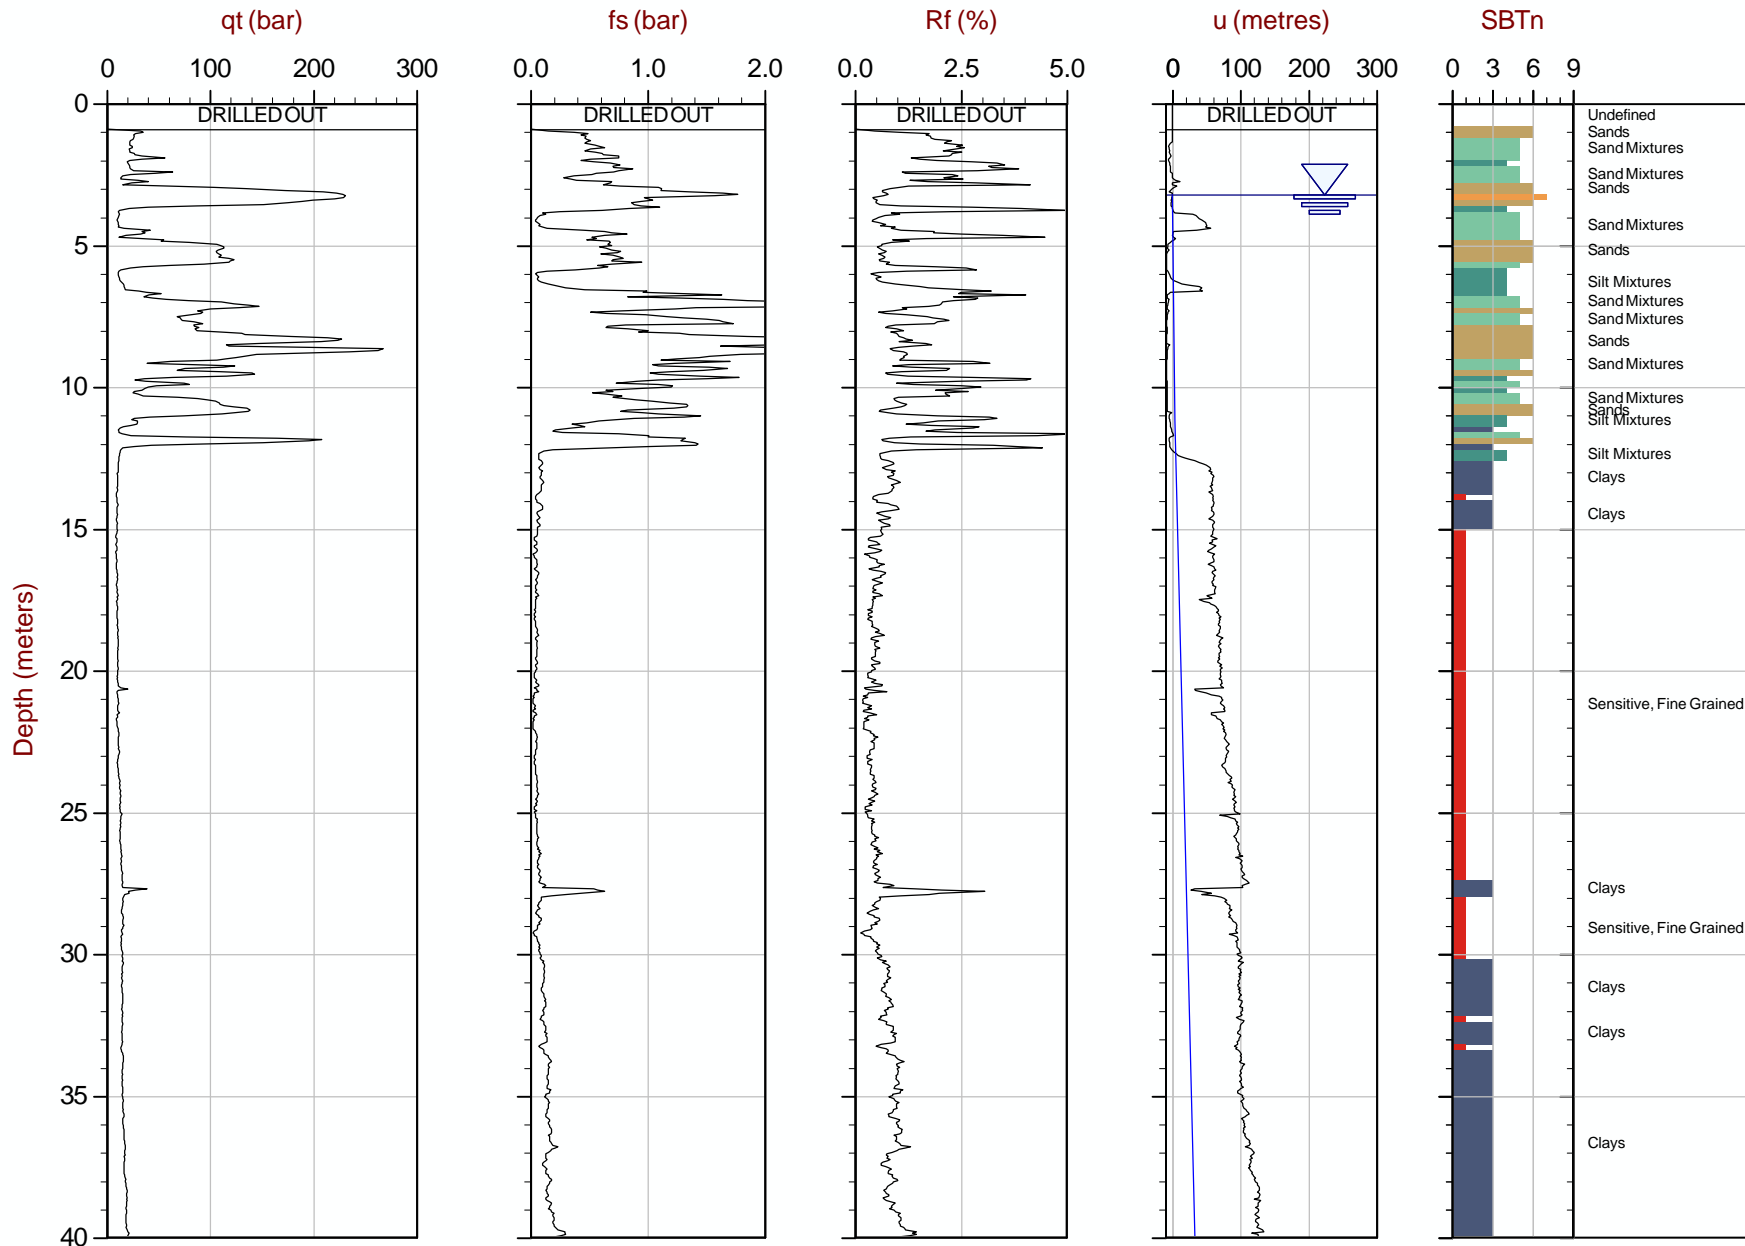 qt (bar) fs (bar) Rf (%) u (metres) SBTn
0 100 200 300 0.0 1.0 2.0 0.0 2.5 5.0 0 100 200 300 0 3 6 9
DRILLED OUT DRILLED OUT DRILLED OUT DRILLED OUT
Depth (meters)
0
5
10
15
20
25
30
35
40
Undefined
Sands
Sand Mixtures
Sand Mixtures
Sands
Sand Mixtures
Sands
Silt Mixtures
Sand Mixtures
Sand Mixtures
Sands
Sand Mixtures
Sand Mixtures
Sands
Silt Mixtures
Silt Mixtures
Clays
Clays
Sensitive, Fine Grained
Clays
Sensitive, Fine Grained
Clays
Clays
Clays